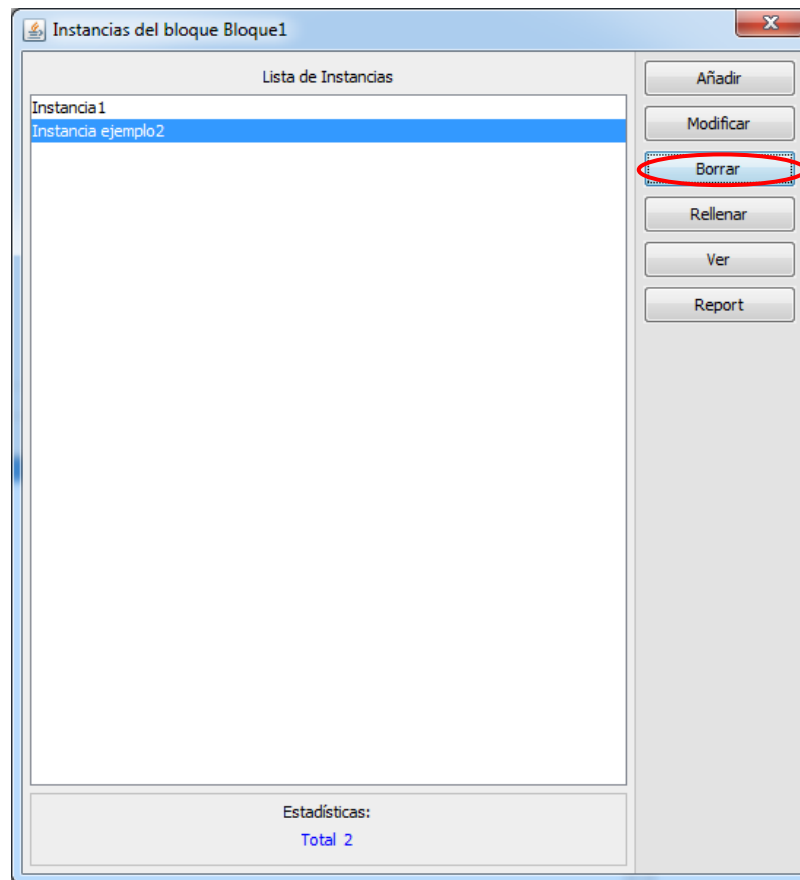 Instancias del bloque Bloque1
Lista de Instancias
Instancia1
Instancia ejemplo2
Añadir
Modificar
Borrar
Rellenar
Ver
Report
Estadísticas:
Total 2